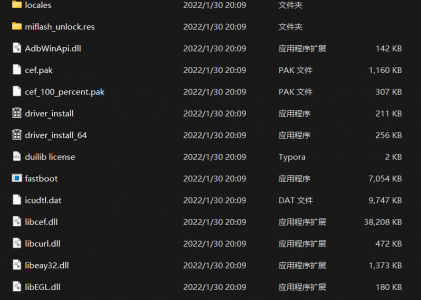 locales 2022/1/30 20:09 文件夹
miflash_unlock.res 2022/1/30 20:09 文件夹
AdbWinApi.dll 2022/1/30 20:09 应用程序扩展 142 KB
cef.pak 2022/1/30 20:09 PAK 文件 1,160 KB
cef_100_percent.pak 2022/1/30 20:09 PAK 文件 307 KB
driver_install 2022/1/30 20:09 应用程序 211 KB
driver_install_64 2022/1/30 20:09 应用程序 256 KB
duilib license 2022/1/30 20:09 Typora 2 KB
fastboot 2022/1/30 20:09 应用程序 7,054 KB
icudtl.dat 2022/1/30 20:09 DAT 文件 9,747 KB
libcef.dll 2022/1/30 20:09 应用程序扩展 38,208 KB
libcurl.dll 2022/1/30 20:09 应用程序扩展 472 KB
libeay32.dll 2022/1/30 20:09 应用程序扩展 1,373 KB
libEGL.dll 2022/1/30 20:09 应用程序扩展 180 KB